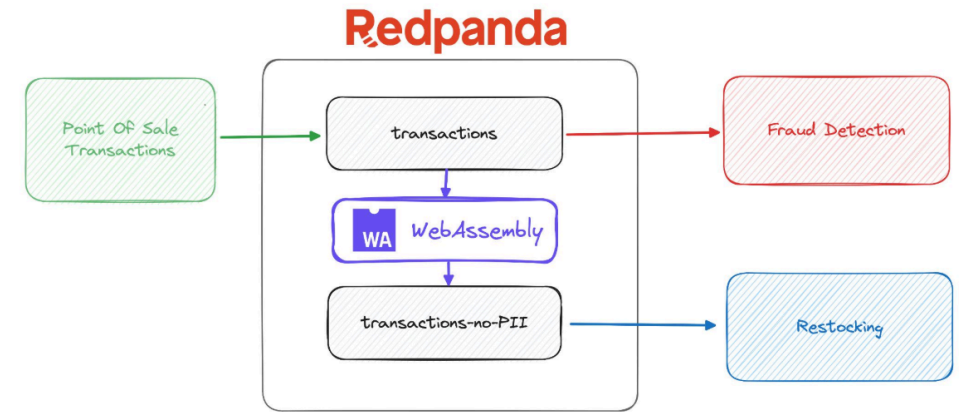 Redpanda
Point Of Sale
Transactions
transactions
Fraud Detection
WA
WebAssembly
transactions-no-PII
Restocking